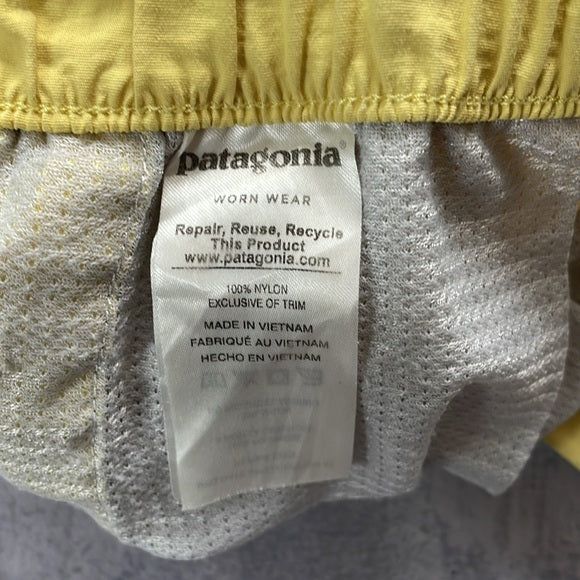 patagonia®
WORN WEAR
Repair, Reuse, Recycle
This Product
www.patagonia.com
100% NYLON
EXCLUSIVE OF TRIM
MADE IN VIETNAM
FABRIQUÉ AU VIETNAM
HECHO EN VIETNAM